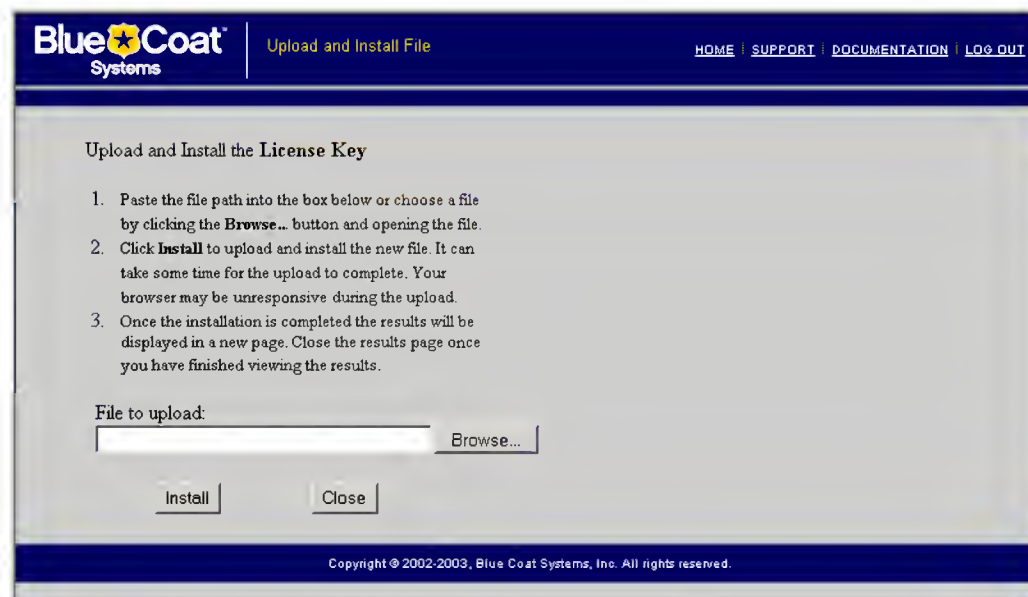 Blue Coat™
Systems
Upload and Install File
HOME | SUPPORT | DOCUMENTATION | LOG OUT
Upload and Install the License Key
1. Paste the file path into the box below or choose a file
by clicking the Browse... button and opening the file.
2. Click Install to upload and install the new file. It can
take some time for the upload to complete. Your
browser may be unresponsive during the upload.
3. Once the installation is completed the results will be
displayed in a new page. Close the results page once
you have finished viewing the results.
File to upload:
Browse...
Install Close
Copyright © 2002-2003, Blue Coat Systems, Inc. All rights reserved.